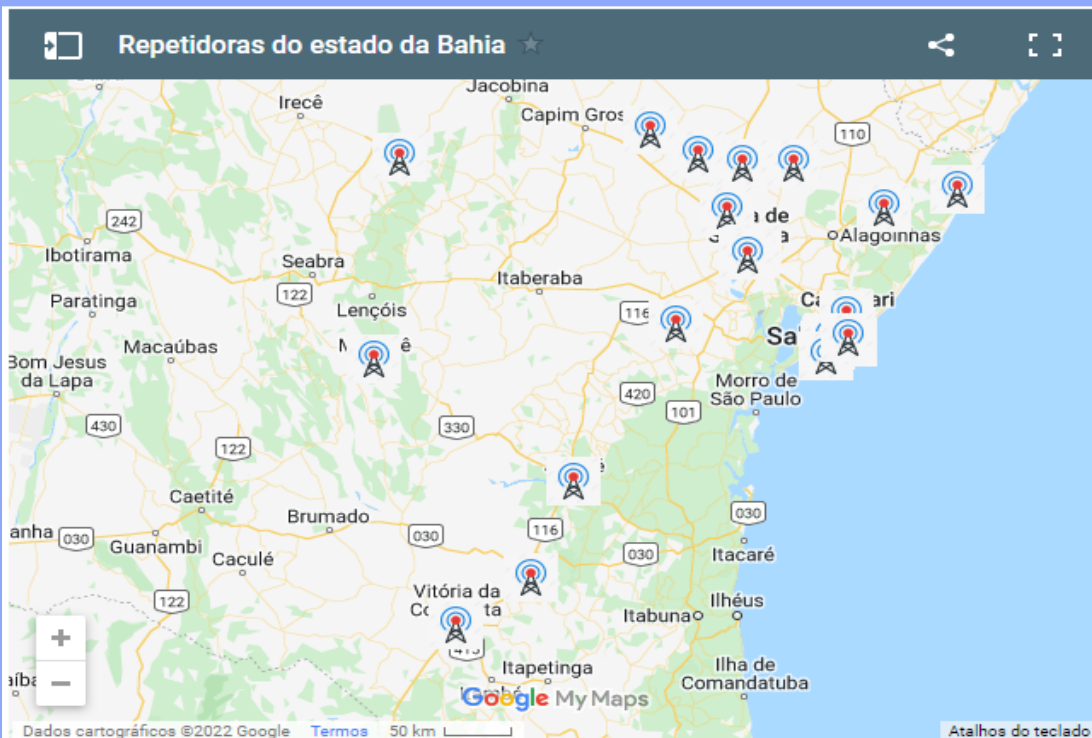 Repetidoras do estado da Bahia
Jacobina
Irecê
Capim Gros
110
242
Ibotirama
Alagoinnas
Seabra
Itaberaba
122
Paratinga
Lençóis
116
Macaúbas
Bom Jesus
da Lapa
Morro de
São Paulo
420
101
430
330
122
Caetité
Brumado
030
anha
030
Guanambi
030
116
030
Itacaré
Caculé
122
Vitória da
Itabuna
Ilhéus
Itapetinga
Ilha de
Comandatuba
Google My Maps
Dados cartográficos ©2022 Google Termos 50 km
Atalhos do teclado